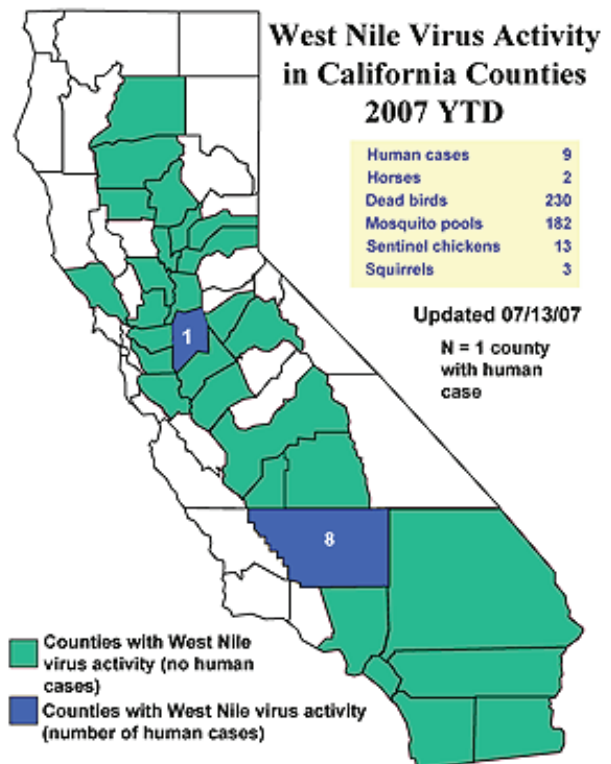 West Nile Virus Activity
in California Counties
2007 YTD
Human cases 9
Horses 2
Dead birds 230
Mosquito pools 182
Sentinel chickens 13
Squirrels 3
Updated 07/13/07
N = 1 county
with human
case
1
8
Counties with West Nile
virus activity (no human
cases)
Counties with West Nile virus activity
(number of human cases)